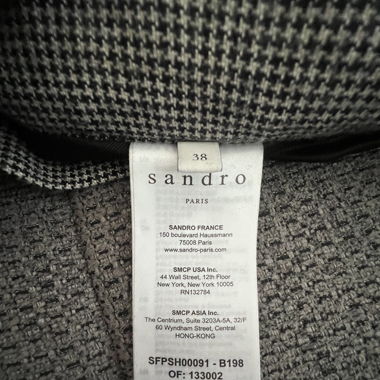 38
sandro
PARIS
SANDRO FRANCE
150 boulevard Haussmann
75008 Paris
www.sandro-paris.com
SMCP USA Inc.
44 Wall Street, 12th Floor
New York, New York 10005
RN132784
SMCP ASIA Inc.
The Centrium, Suite 3203A-5A, 32/F
60 Wyndham Street, Central
HONG-KONG
SFPSH00091 - B198
OF: 133002